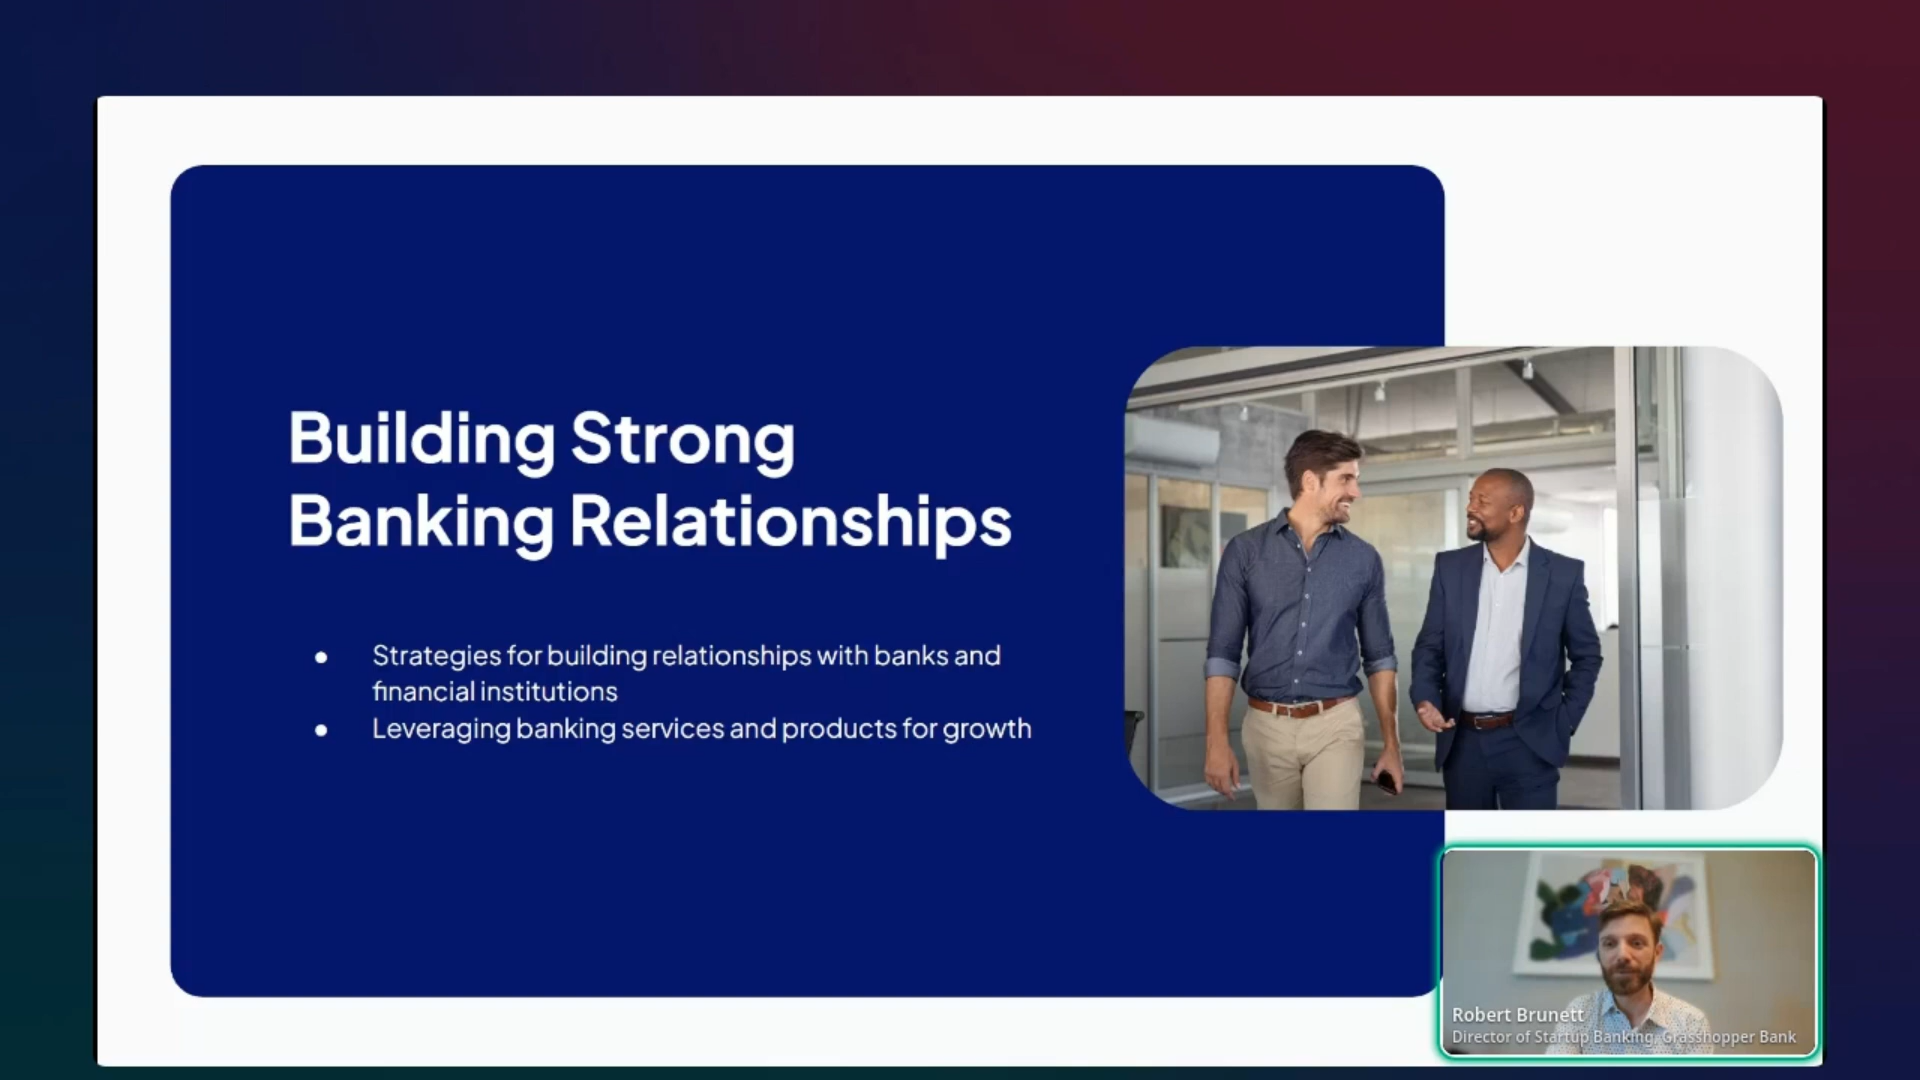 Building Strong
Banking Relationships
● Strategies for building relationships with banks and
financial institutions
● Leveraging banking services and products for growth
Robert Brunett
Director of Startup Banking, Grasshopper Bank